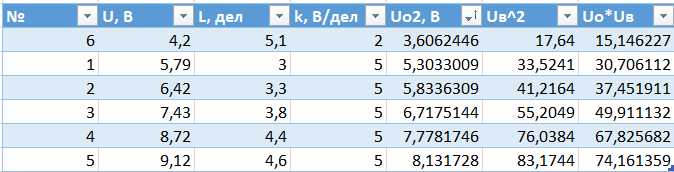 № U, В L, дел k, В/дел Uo2, В Uв^2 Uo*Uв
6 4,2 5,1 2 3,6062446 17,64 15,146227
1 5,79 3 5 5,3033009 33,5241 30,706112
2 6,42 3,3 5 5,8336309 41,2164 37,451911
3 7,43 3,8 5 6,7175144 55,2049 49,911132
4 8,72 4,4 5 7,7781746 76,0384 67,825682
5 9,12 4,6 5 8,131728 83,1744 74,161359